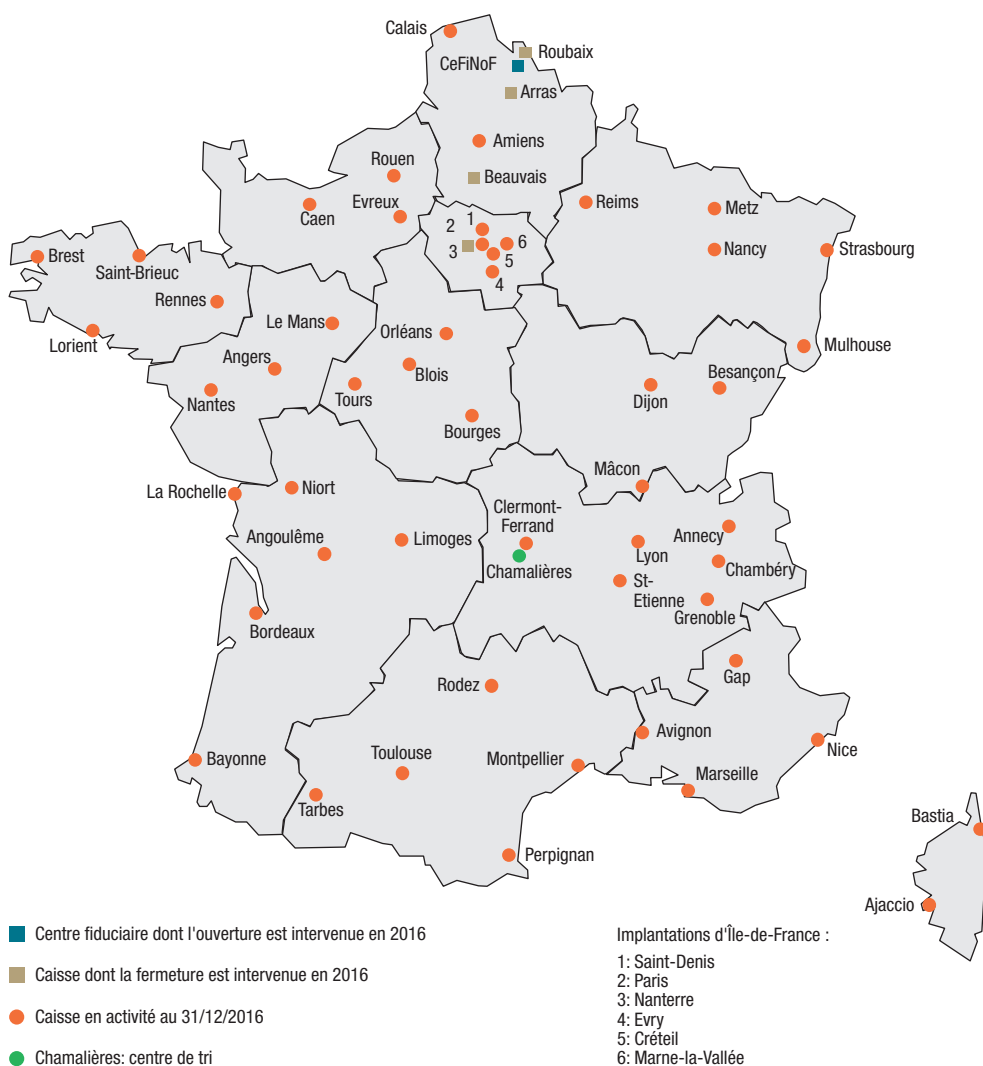 Calais
Roubaix
CeFiNoF
Arras
Amiens
Rouen
Beauvais
Caen
Evreux
Reims
Metz
1
2
3
6
5
4
Nancy
Strasbourg
Brest
Saint-Brieuc
Rennes
Lorient
Le Mans
Orléans
Mulhouse
Angers
Blois
Besançon
Nantes
Tours
Dijon
Bourges
Mâcon
La Rochelle
Niort
Clermont-
Ferrand
Angoulême
Limoges
Chamalières
Lyon
Annecy
Chambéry
St-
Etienne
Grenoble
Bordeaux
Gap
Rodez
Avignon
Nice
Bayonne
Toulouse
Montpellier
Marseille
Tarbes
Perpignan
Bastia
Ajaccio
Centre fiduciaire dont l'ouverture est intervenue en 2016
Caisse dont la fermeture est intervenue en 2016
Caisse en activité au 31/12/2016
Chamalières: centre de tri
Implantations d'Île-de-France :
1: Saint-Denis
2: Paris
3: Nanterre
4: Evry
5: Créteil
6: Marne-la-Vallée